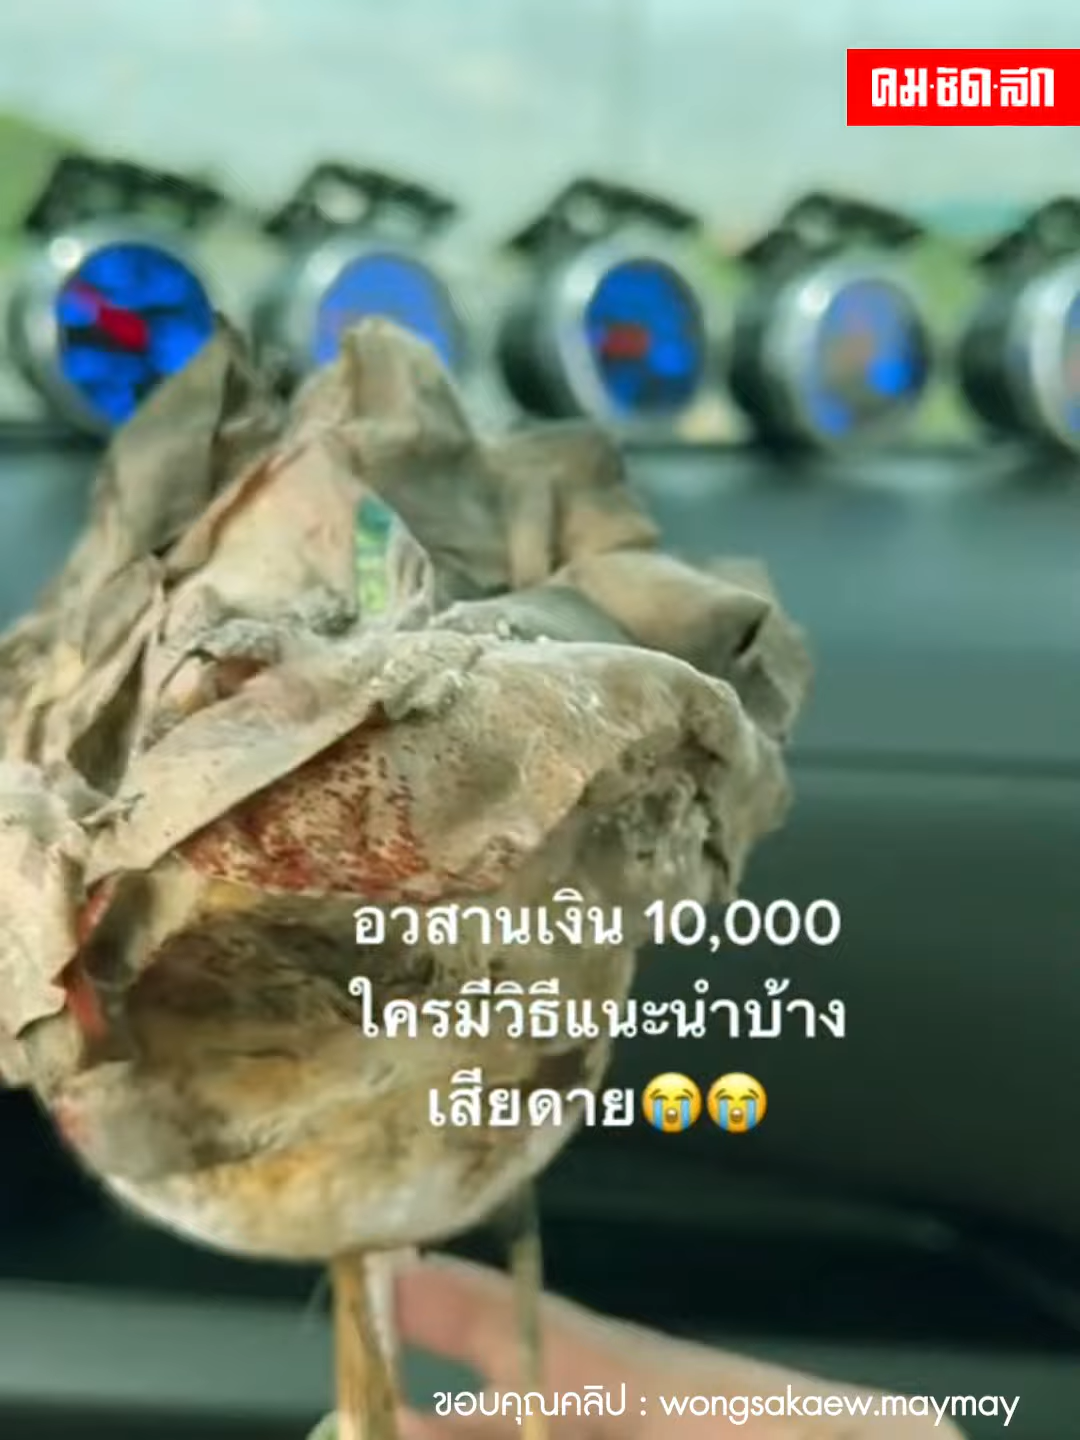 คม·ชัด·ลึก
อวสานเงิน 10,000
ใครมีวิธีแนะนำบ้าง
เสียดาย😭😭
ขอบคุณคลิป : wongsakaew.maymay